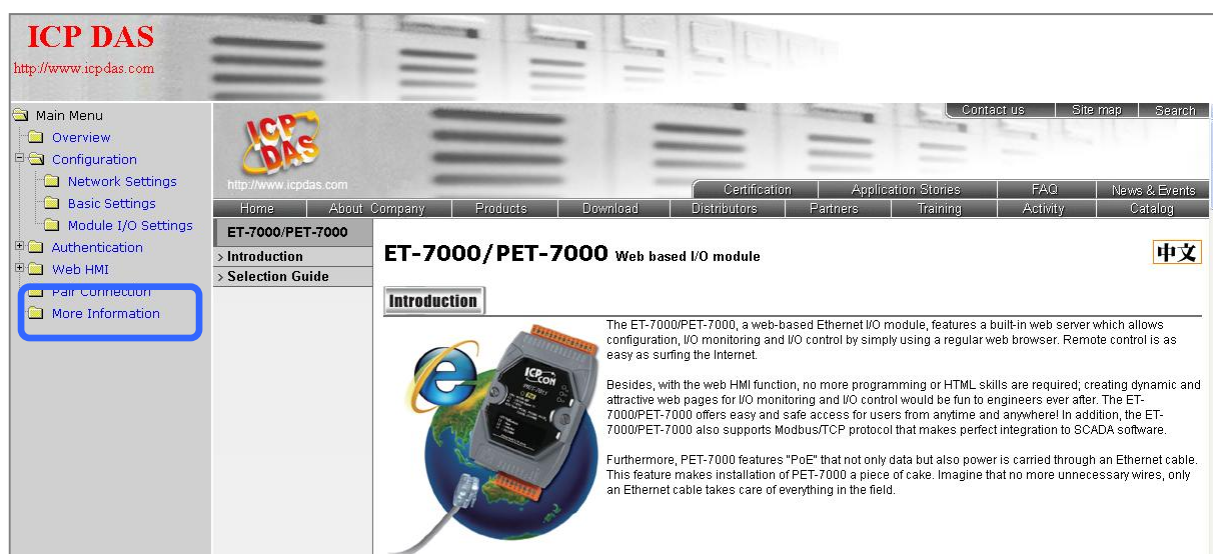 ICP DAS
http://www.icpdas.com
Main Menu
Overview
Configuration
Network Settings
Basic Settings
Module I/O Settings
Authentication
Web HMI
Pair Connection
More Information
ICP DAS
http://www.icpdas.com
Contact us Site map Search
Certification Application Stories FAQ News & Events
Home About Company Products Download Distributors Partners Training Activity Catalog
ET-7000/PET-7000
> Introduction
> Selection Guide
ET-7000/PET-7000 Web based I/O module
中文
Introduction
ICP CON
The ET-7000/PET-7000, a web-based Ethernet I/O module, features a built-in web server which allows
configuration, I/O monitoring and I/O control by simply using a regular web browser. Remote control is as
easy as surfing the Internet.
Besides, with the web HMI function, no more programming or HTML skills are required; creating dynamic and
attractive web pages for I/O monitoring and I/O control would be fun to engineers ever after. The ET-
7000/PET-7000 offers easy and safe access for users from anytime and anywhere! In addition, the ET-
7000/PET-7000 also supports Modbus/TCP protocol that makes perfect integration to SCADA software.
Furthermore, PET-7000 features "PoE" that not only data but also power is carried through an Ethernet cable.
This feature makes installation of PET-7000 a piece of cake. Imagine that no more unnecessary wires, only
an Ethernet cable takes care of everything in the field.